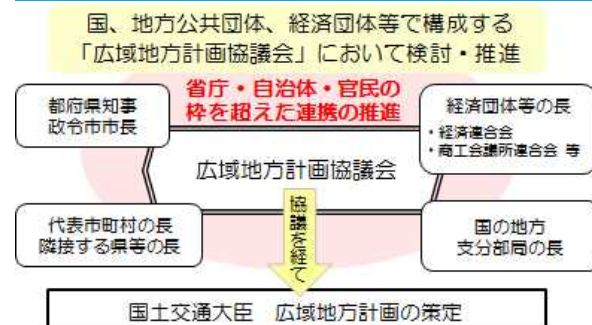 国、地方公共団体、経済団体等で構成する
「広域地方計画協議会」において検討・推進
省庁・自治体・官民の
枠を超えた連携の推進
都府県知事
政令市市長
経済団体等の長
・経済連合会
・商工会議所連合会 等
広域地方計画協議会
代表市町村の長
隣接する県等の長
協議を経て
国の地方
支分部局の長
国土交通大臣 広域地方計画の策定